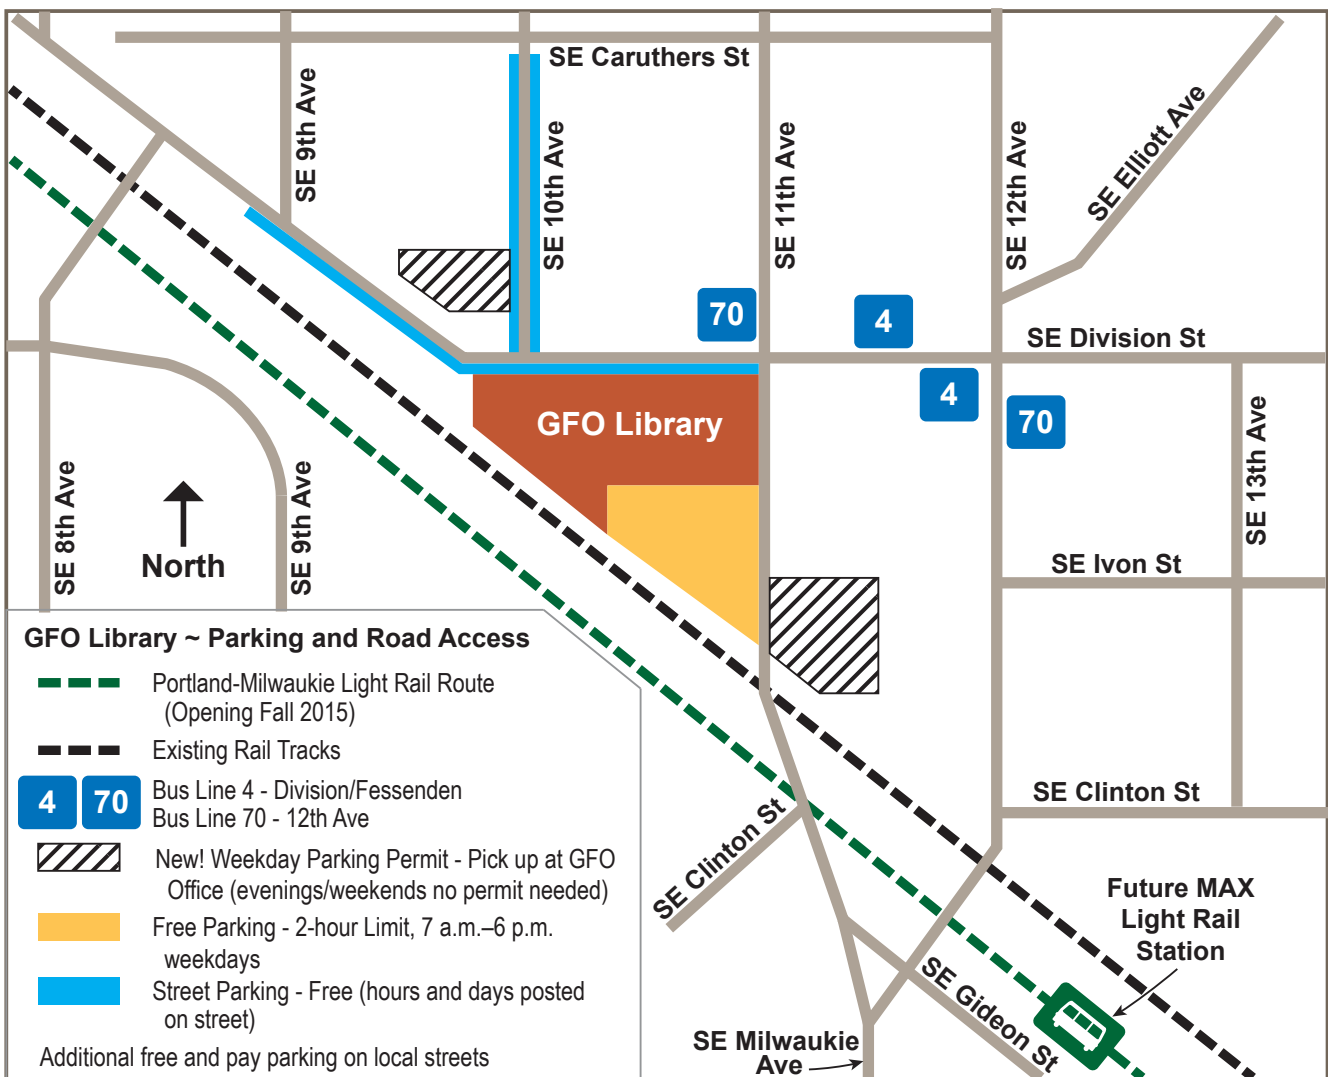 SE Caruthers St
SE 9th Ave
SE 10th Ave
SE 11th Ave
SE 12th Ave
SE Elliott Ave
70
4
SE Division St
4
70
GFO Library
SE 13th Ave
SE 8th Ave
North
SE 9th Ave
SE Ivon St
GFO Library ~ Parking and Road Access
Portland-Milwaukie Light Rail Route
(Opening Fall 2015)
Existing Rail Tracks
4 70
Bus Line 4 - Division/Fessenden
Bus Line 70 - 12th Ave
New! Weekday Parking Permit - Pick up at GFO
Office (evenings/weekends no permit needed)
Free Parking - 2-hour Limit, 7 a.m.–6 p.m.
weekdays
Street Parking - Free (hours and days posted
on street)
Additional free and pay parking on local streets
SE Clinton St
SE Clinton St
Future MAX
Light Rail
Station
SE Gideon St
SE Milwaukie
Ave